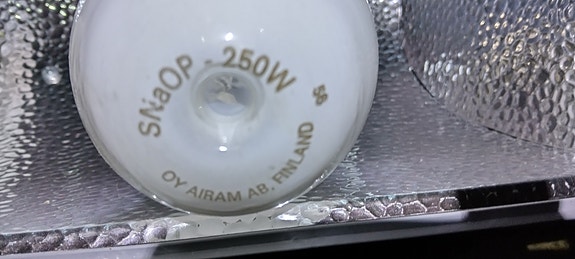 SNaOP - 250W
OY AIRAM AB, FINLAND